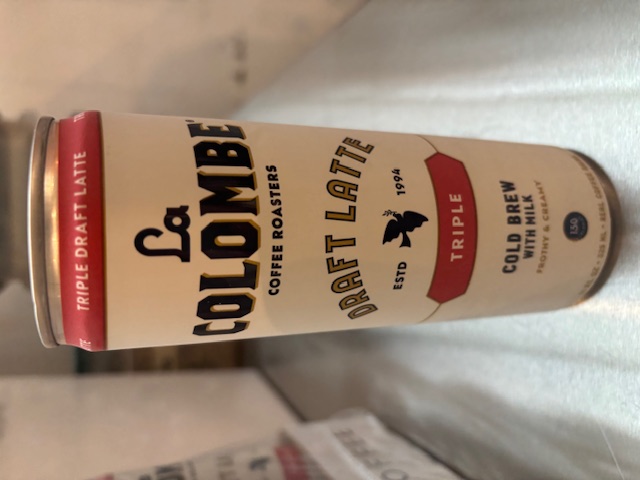 TRIPLE DRAFT LATTE
La
COLOMBE
COFFEE ROASTERS
DRAFT LATTE
ESTD 1994
TRIPLE
COLD BREW
WITH MILK
FROTHY & CREAMY